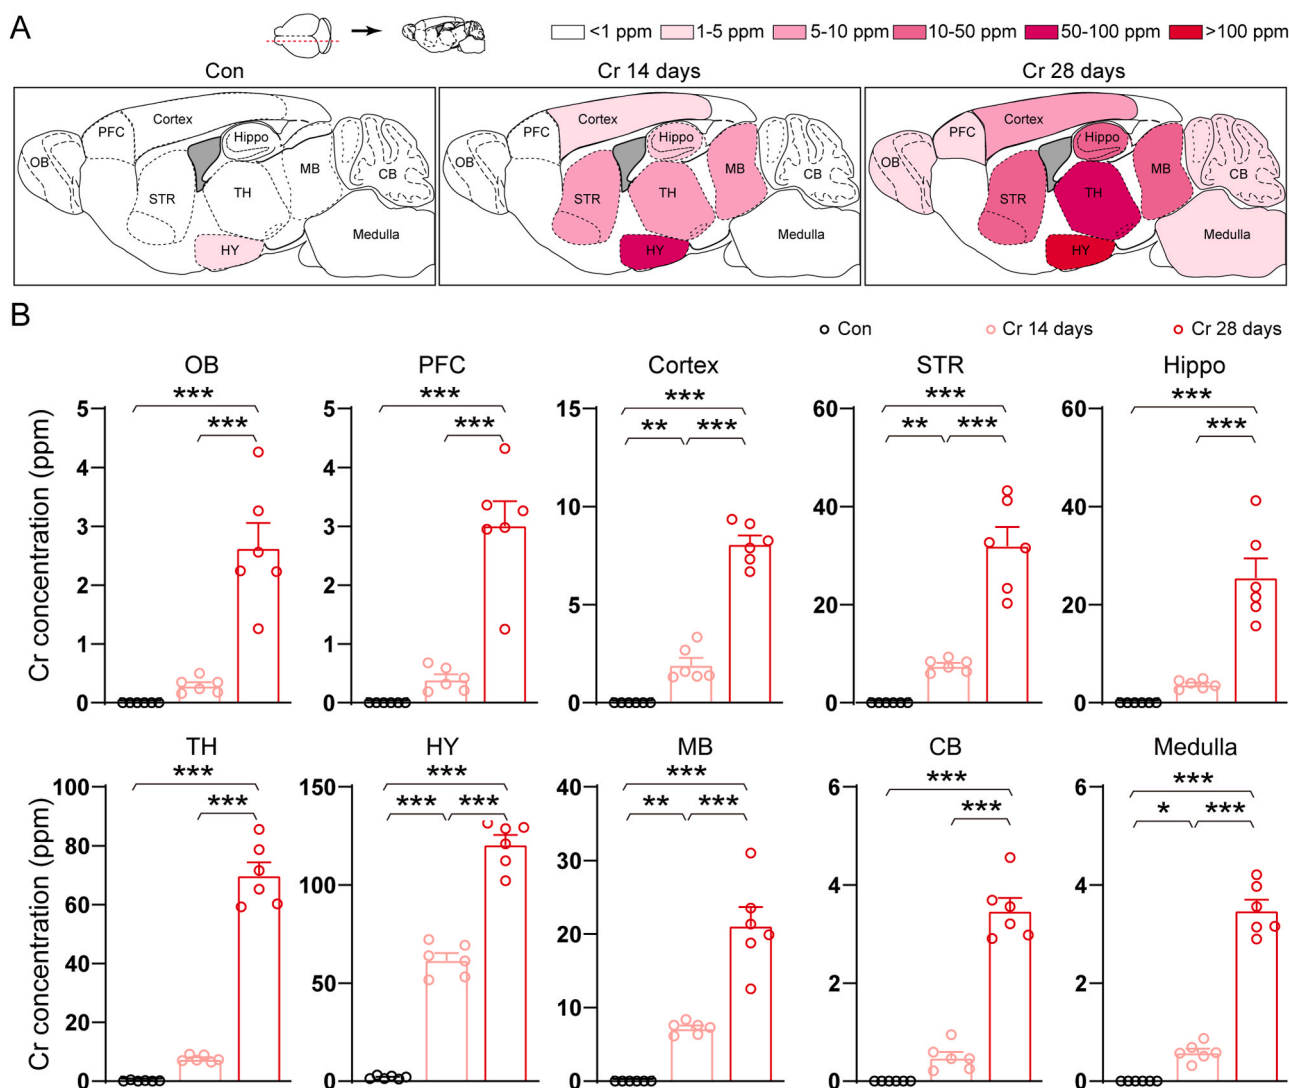 A
<1 ppm 1-5 ppm 5-10 ppm 10-50 ppm 50-100 ppm >100 ppm
Con
OB
PFC
Cortex
Hippo
STR
TH
MB
CB
HY
Medulla
Cr 14 days
OB
PFC
Cortex
Hippo
STR
TH
MB
CB
HY
Medulla
Cr 28 days
OB
PFC
Cortex
Hippo
STR
TH
MB
CB
HY
Medulla
B
Con Cr 14 days Cr 28 days
Cr concentration (ppm)
OB
***
***
5
4
3
2
1
0
PFC
***
***
5
4
3
2
1
0
Cortex
***
** ***
15
10
5
0
STR
***
** ***
60
40
20
0
Hippo
***
***
60
40
20
0
Cr concentration (ppm)
TH
***
***
100
80
60
40
20
0
HY
***
*** ***
150
100
50
0
MB
***
** ***
40
30
20
10
0
CB
***
***
6
4
2
0
Medulla
***
* ***
6
4
2
0